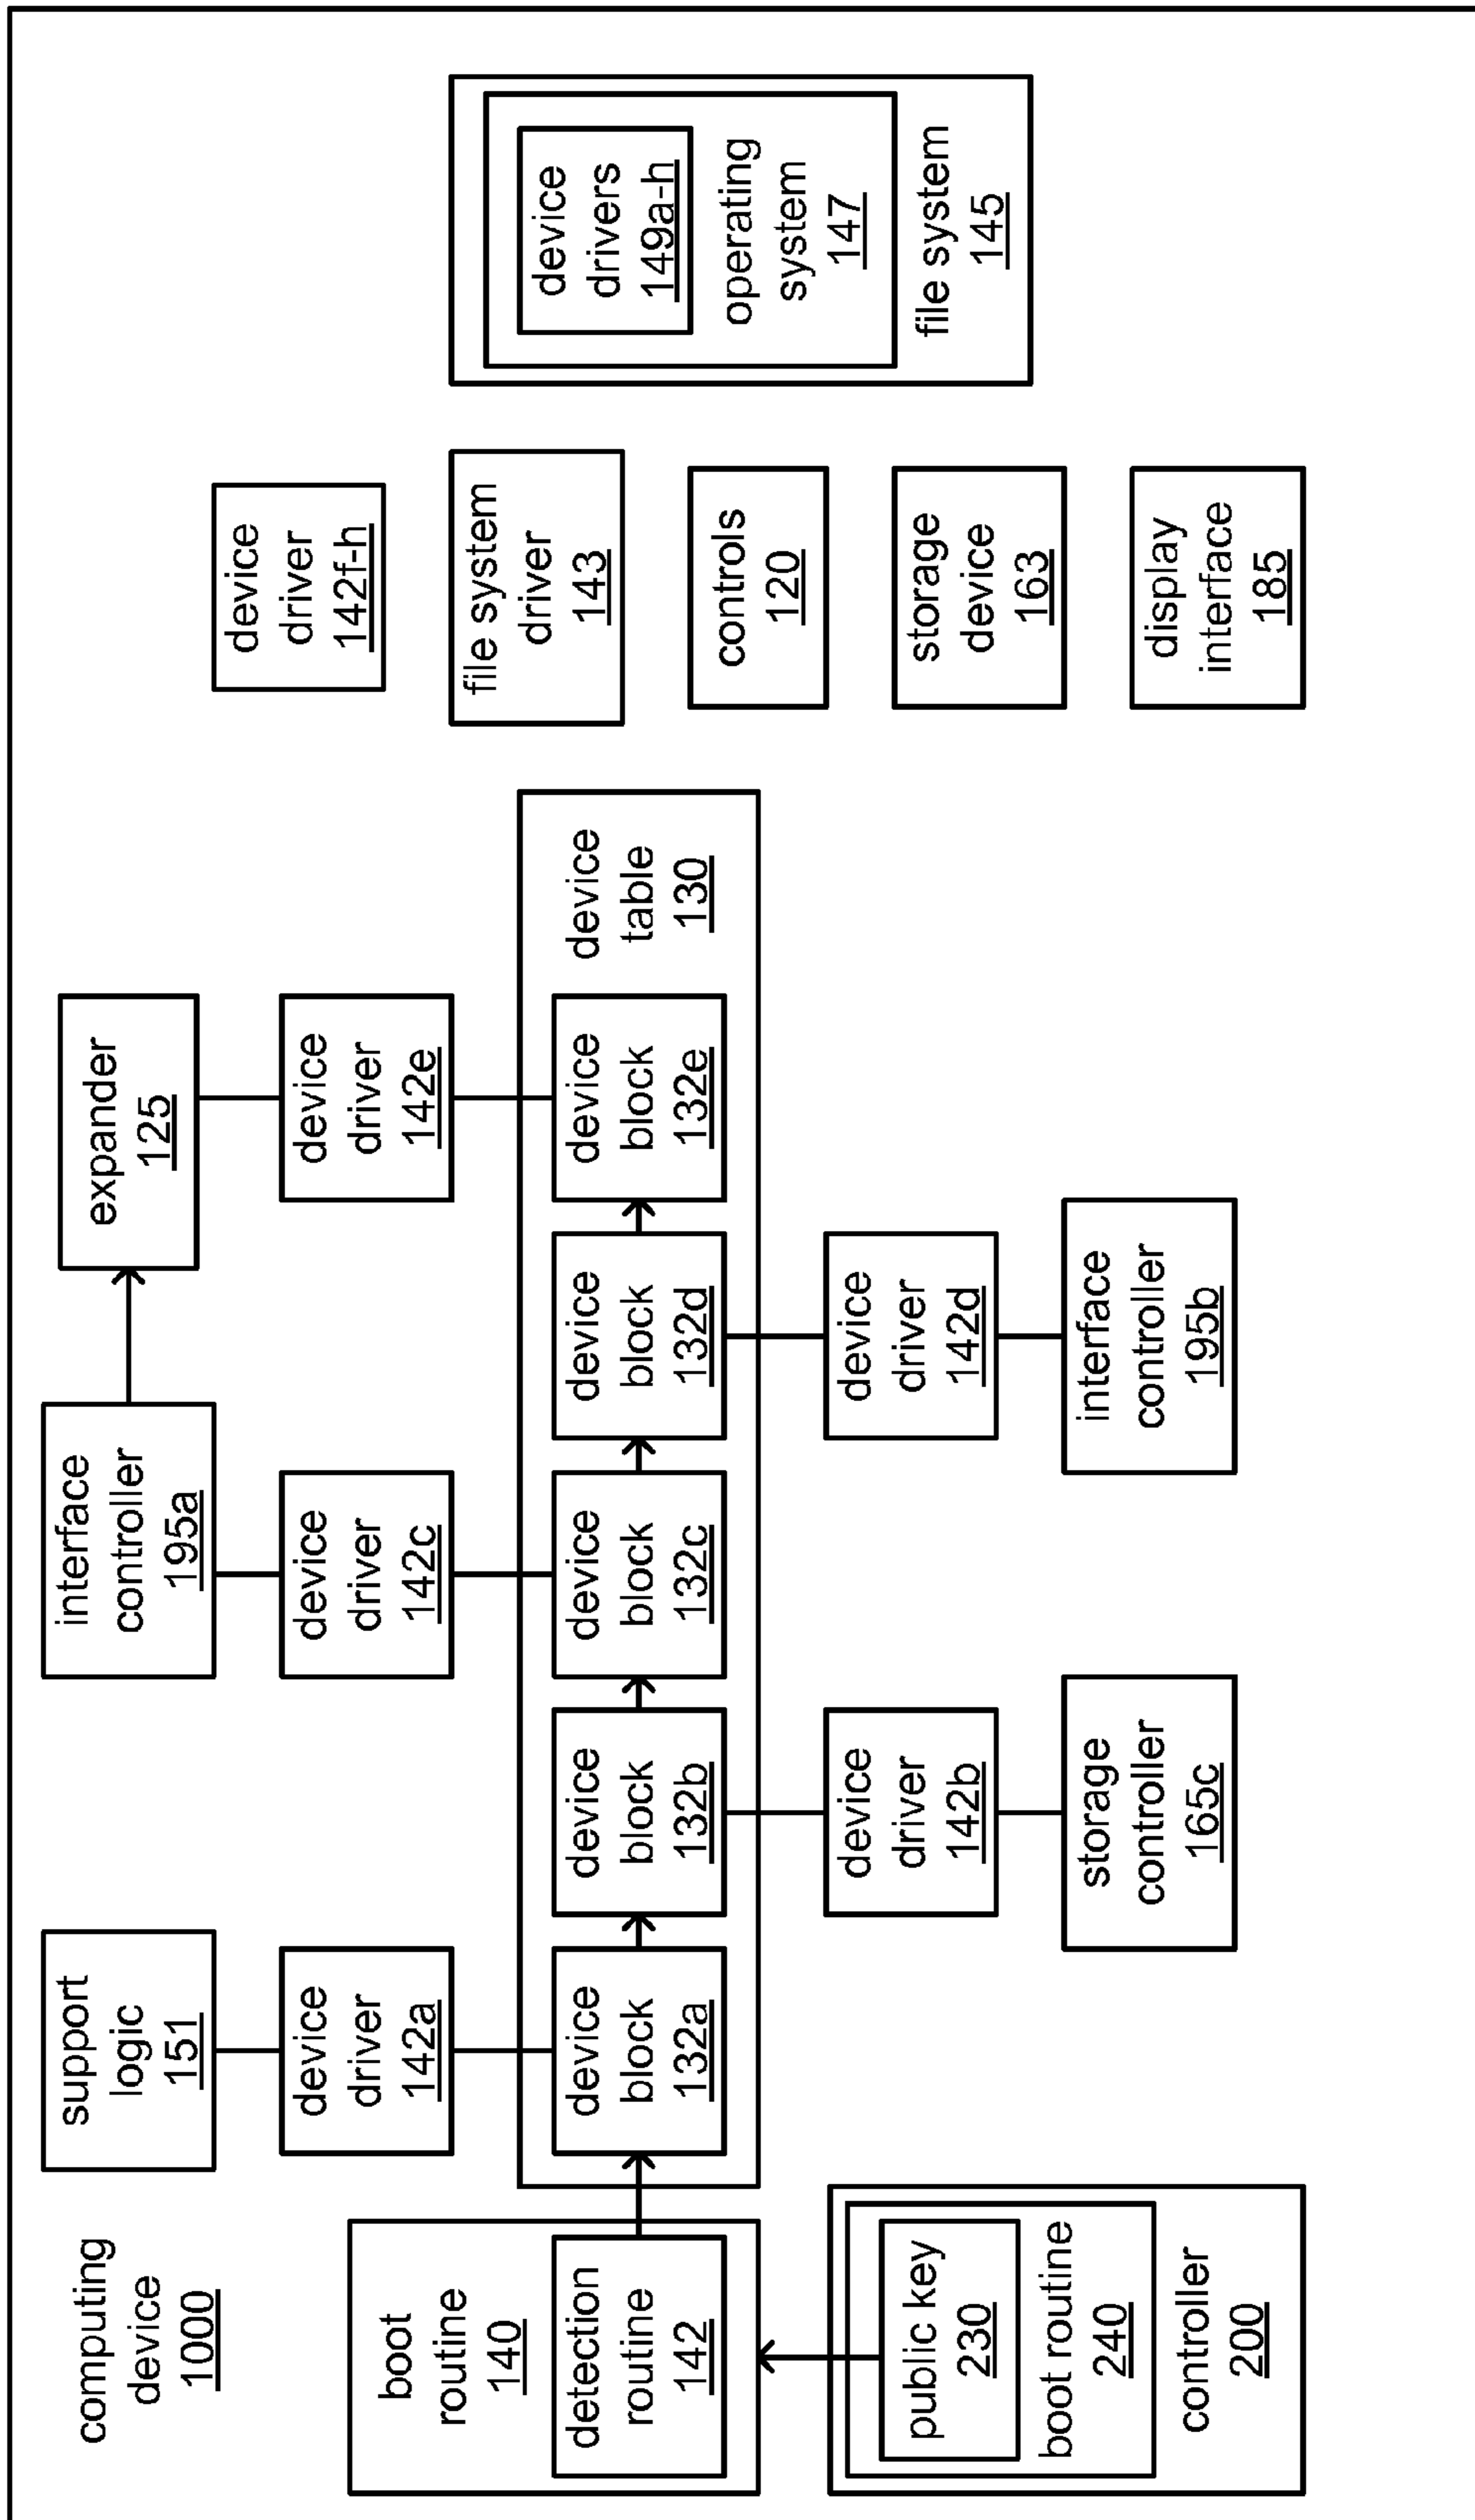 computing
device
1000
support
logic
151
interface
controller
195a
expander
125
device
driver
142a
device
driver
142c
device
driver
142e
device
driver
142f-h
boot
routine
140
detection
routine
142
device
block
132a
device
block
132b
device
block
132c
device
block
132d
device
block
132e
device
table
130
file system
driver
143
device
drivers
149a-h
operating
system
147
file system
145
controls
120
public key
230
boot routine
240
controller
200
device
driver
142b
device
driver
142d
storage
device
163
storage
controller
165c
interface
controller
195b
display
interface
185